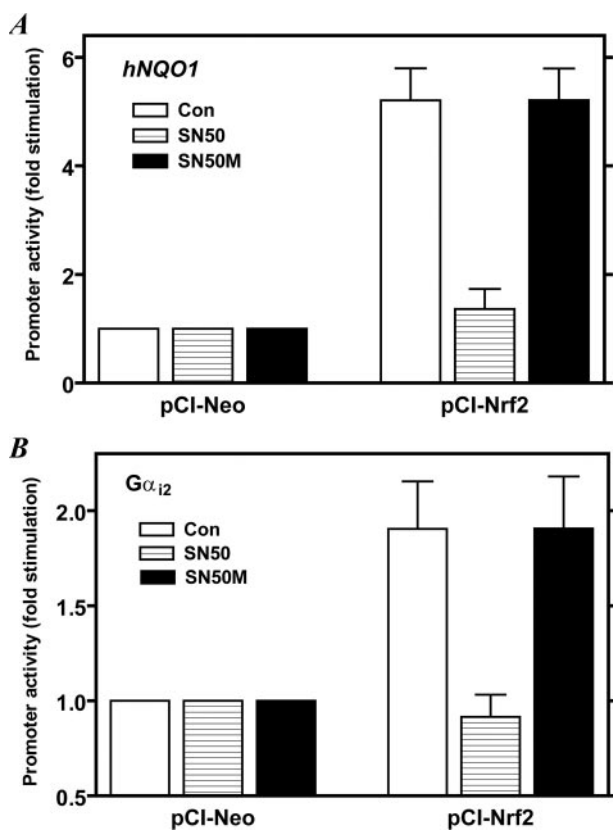 A
Promoter activity (fold stimulation)
6
4
2
0
hNQO1
Con
SN50
SN50M
pCI-Neo
pCI-Nrf2
B
Promoter activity (fold stimulation)
2.0
1.5
1.0
0.5
Gαi2
Con
SN50
SN50M
pCI-Neo
pCI-Nrf2